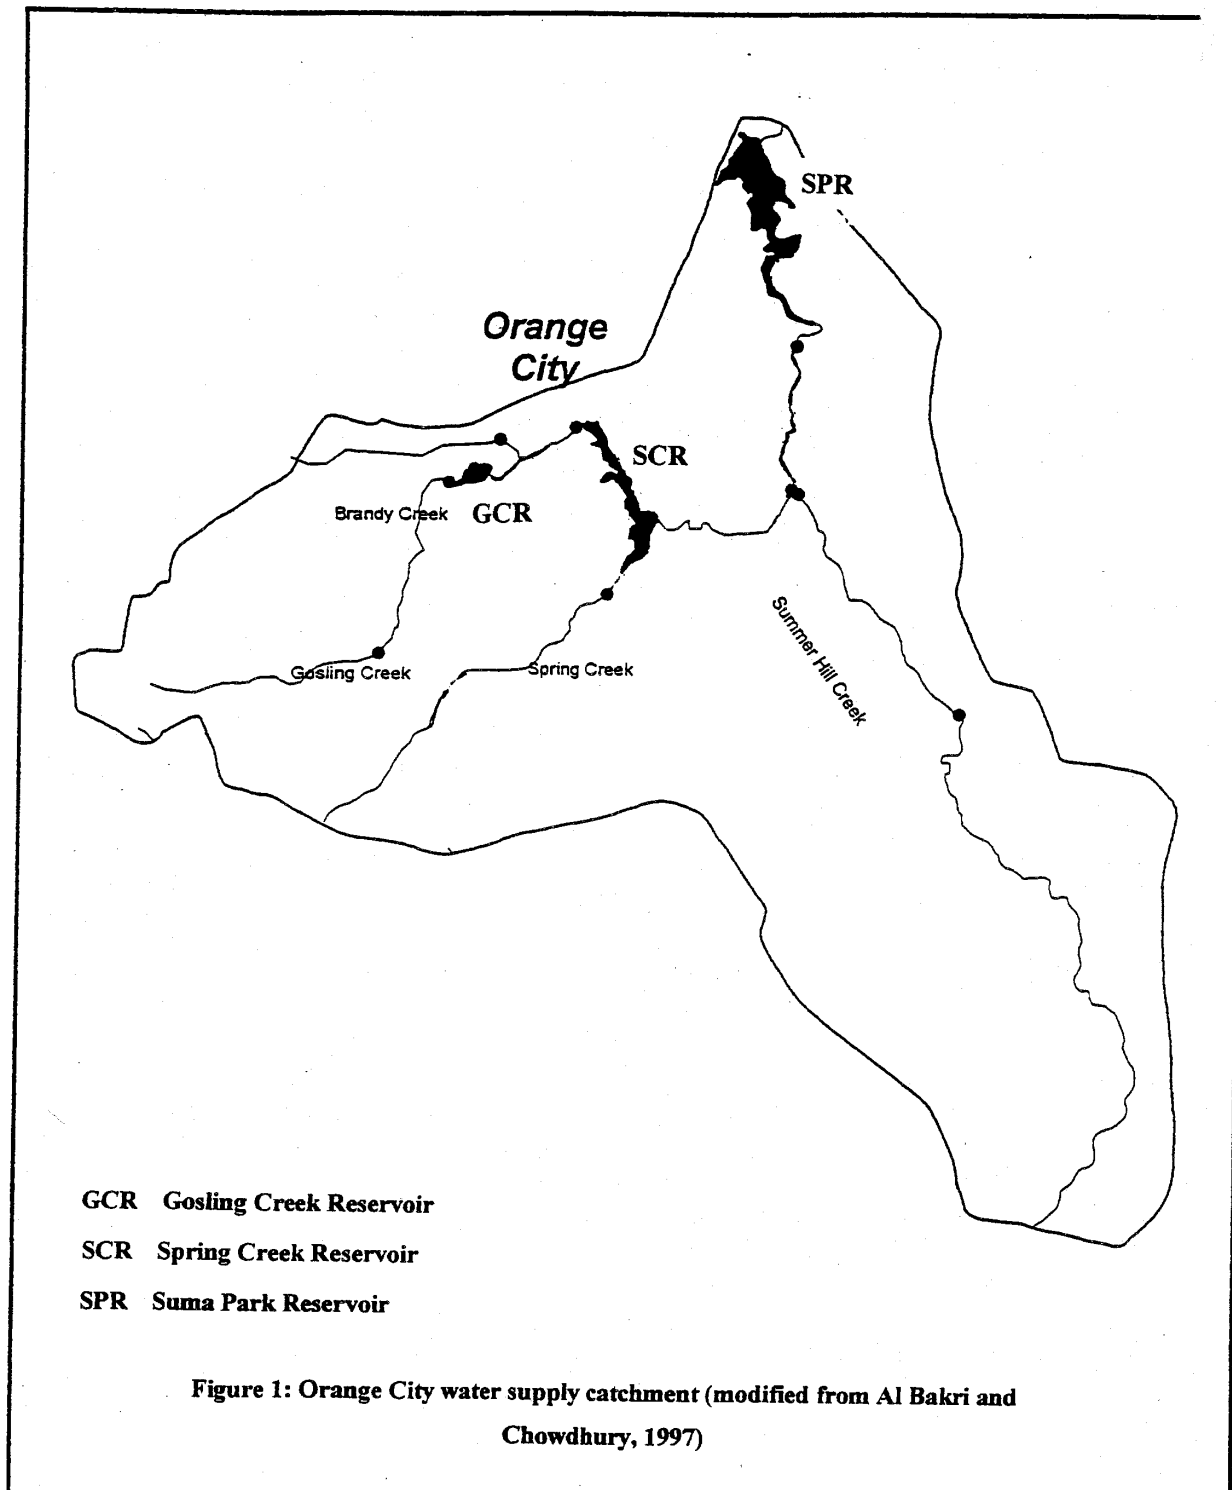 SPR
Orange
City
SCR
Brandy Creek
GCR
Summer Hill Creek
Gosling Creek
Spring Creek
GCR Gosling Creek Reservoir
SCR Spring Creek Reservoir
SPR Suma Park Reservoir
Figure 1: Orange City water supply catchment (modified from Al Bakri and
Chowdhury, 1997)